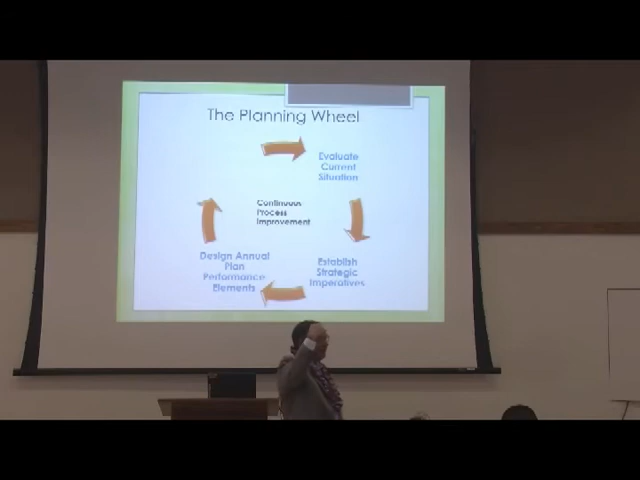 The Planning Wheel
Evaluate
Current
Situation
Continuous
Process
Improvement
Establish
Strategic
Imperatives
Design Annual
Plan
Performance
Elements